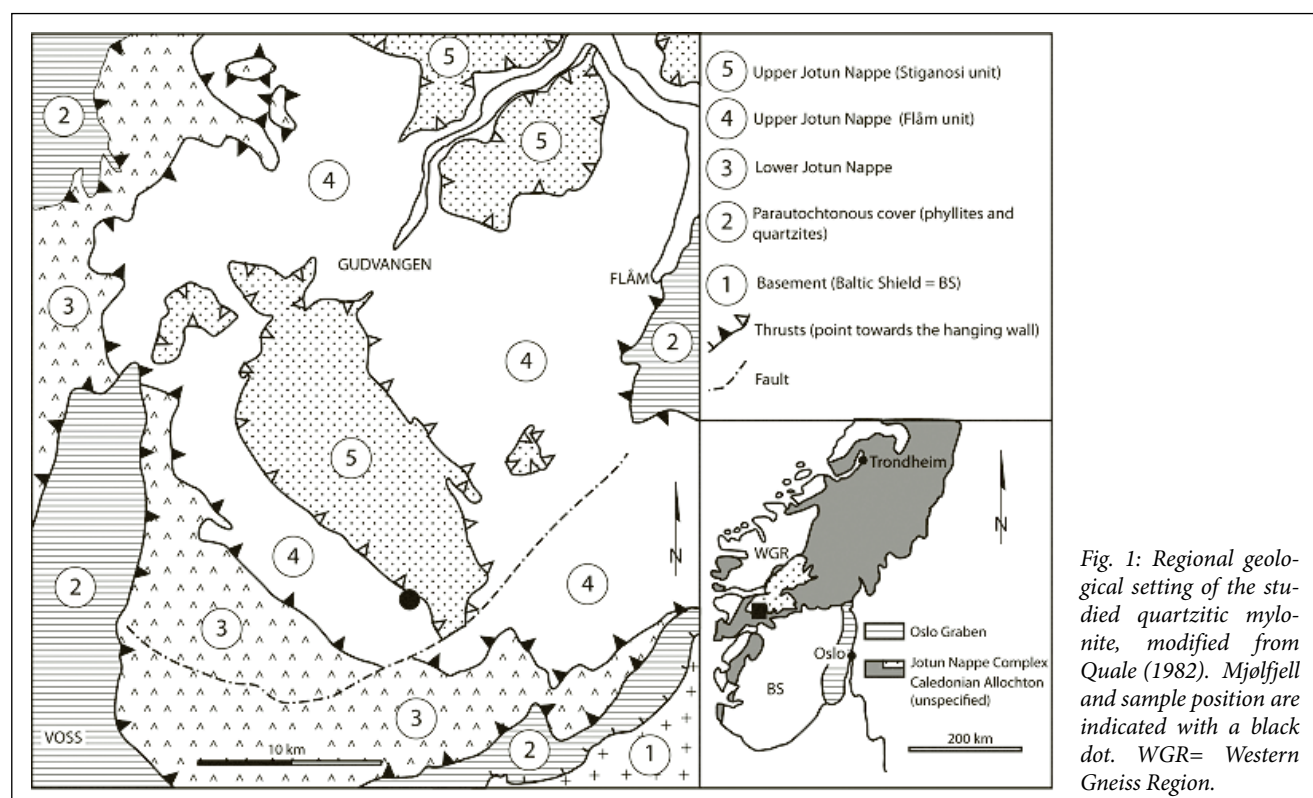 5
2
5
4
GUDVANGEN
FLÅM
3
2
4
5
4
N
2
4
3
3
VOSS
10 km
2
1
5 Upper Jotun Nappe (Stiganosi unit)
4 Upper Jotun Nappe (Flåm unit)
3 Lower Jotun Nappe
2 Parautochtonous cover (phyllites and
quartzites)
1 Basement (Baltic Shield = BS)
Thrusts (point towards the hanging wall)
Fault
Trondheim
N
WGR
Oslo Graben
Oslo
Jotun Nappe Complex
Caledonian Allochton
(unspecified)
BS
200 km
Fig. 1: Regional geolo-
gical setting of the stu-
died quartzitic mylo-
nite, modified from
Quale (1982). Mjølfjell
and sample position are
indicated with a black
dot. WGR= Western
Gneiss Region.